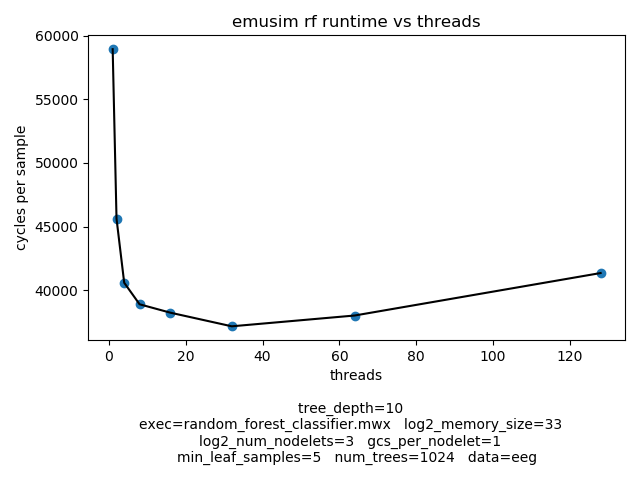 emusim rf runtime vs threads
60000
55000
50000
45000
40000
cycles per sample
0 20 40 60 80 100 120
threads
tree_depth=10
exec=random_forest_classifier.mwx log2_memory_size=33
log2_num_nodelets=3 gcs_per_nodelet=1
min_leaf_samples=5 num_trees=1024 data=eeg